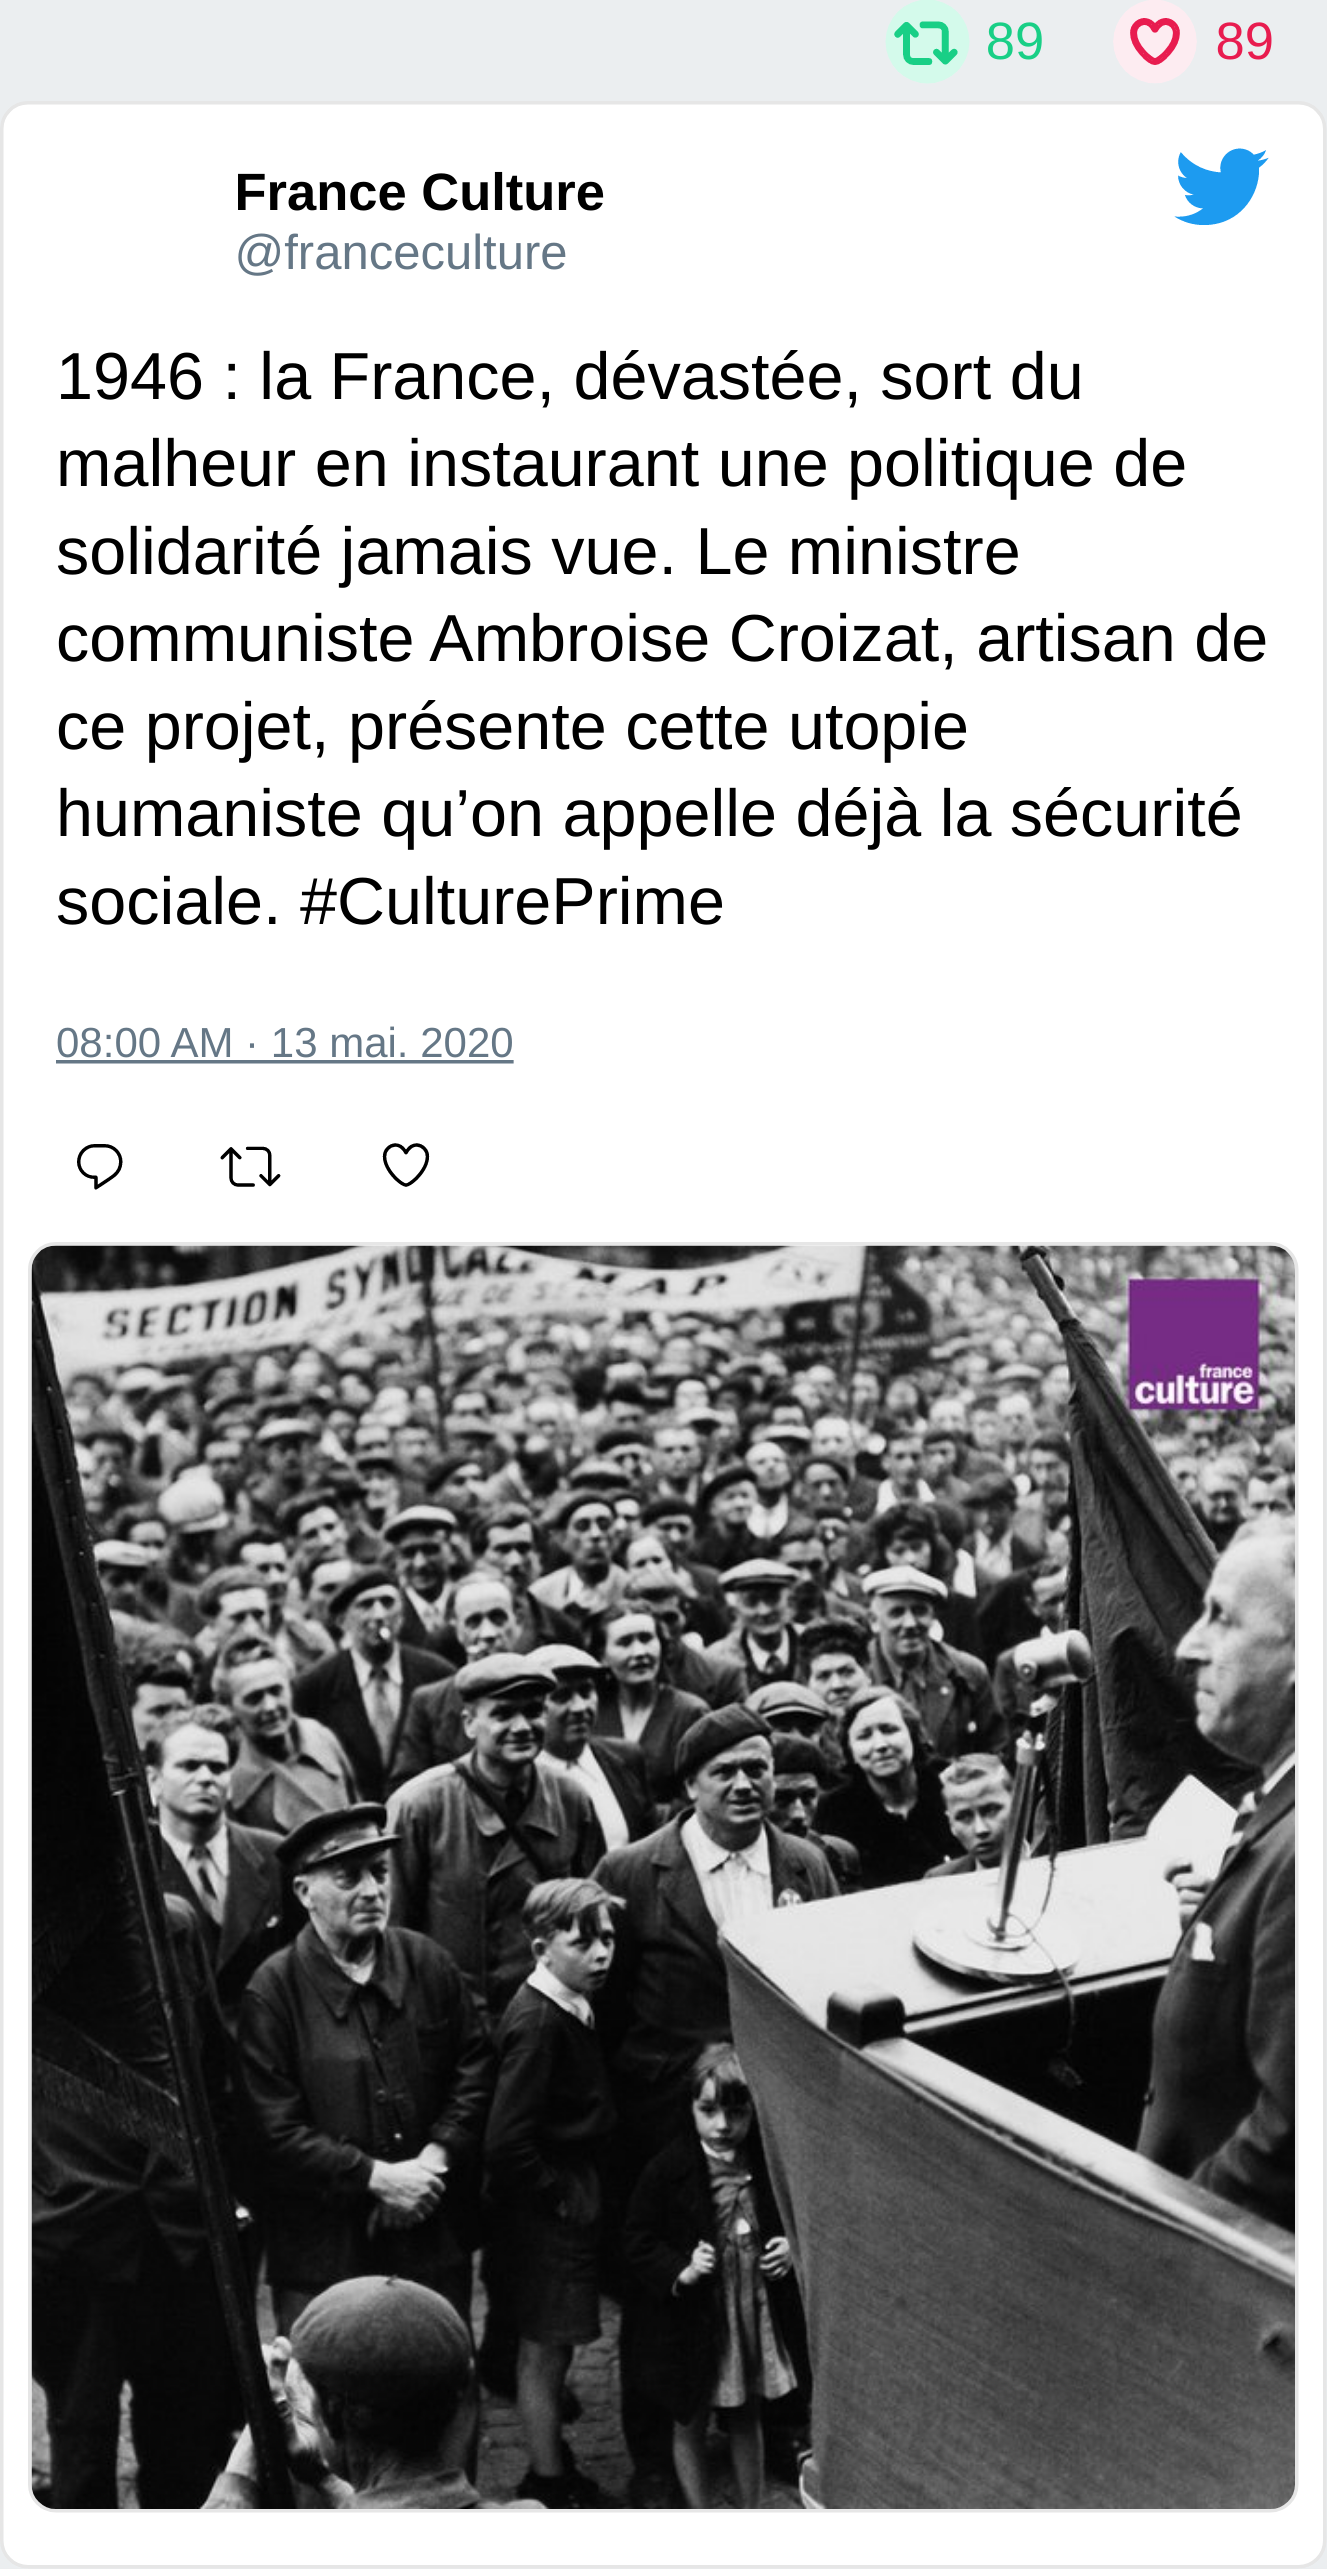 89 89
France Culture
@franceculture
1946 : la France, dévastée, sort du
malheur en instaurant une politique de
solidarité jamais vue. Le ministre
communiste Ambroise Croizat, artisan de
ce projet, présente cette utopie
humaniste qu’on appelle déjà la sécurité
sociale. #CulturePrime
08:00 AM · 13 mai. 2020
SECTION SYNDICALE
france
culture